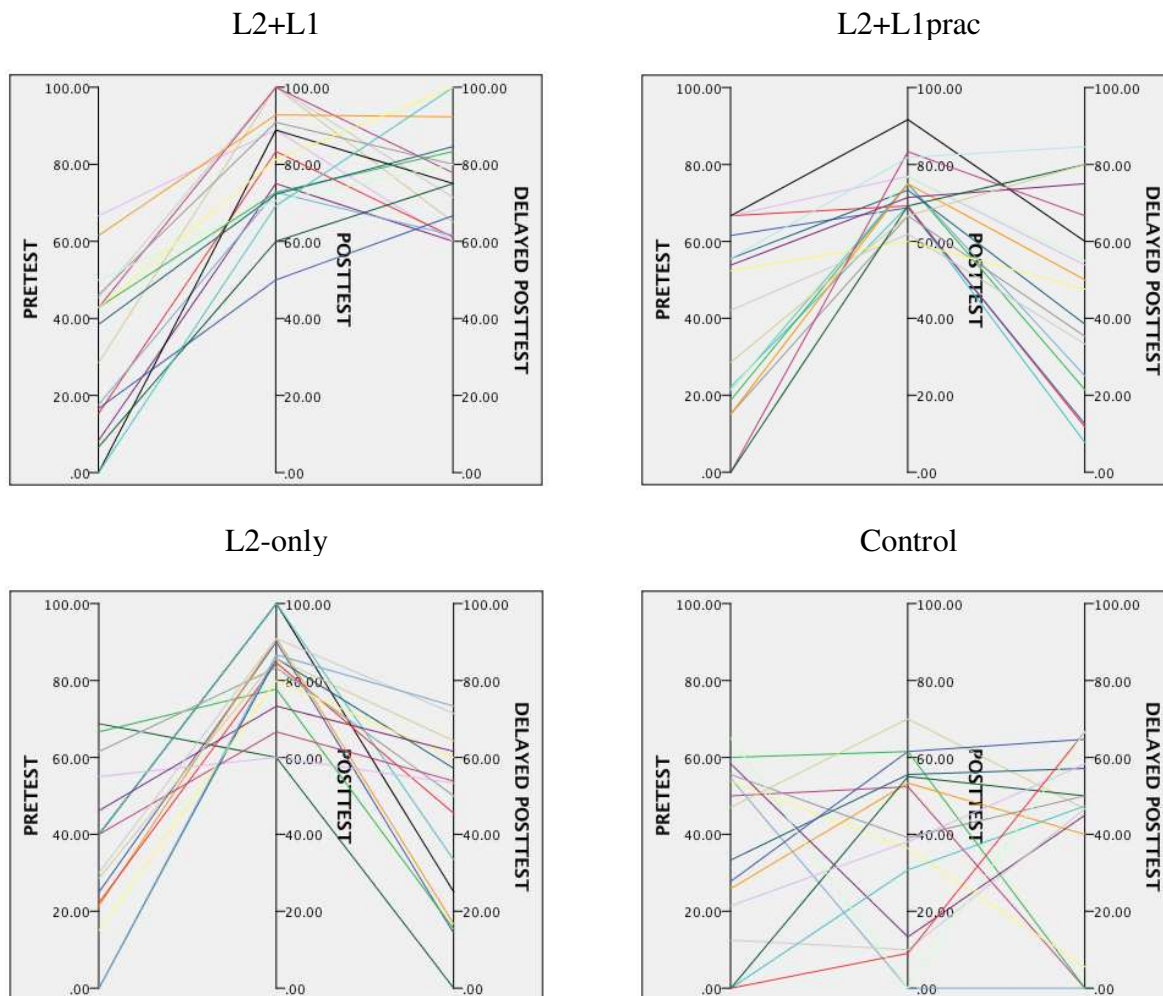 L2+L1
L2+L1prac
100.00 100.00 100.00
80.00 80.00 80.00
60.00 60.00 60.00
40.00 40.00 40.00
20.00 20.00 20.00
.00 .00 .00
PRETEST
POSTTEST
DELAYED POSTTEST
100.00 100.00 100.00
80.00 80.00 80.00
60.00 60.00 60.00
40.00 40.00 40.00
20.00 20.00 20.00
.00 .00 .00
PRETEST
POSTTEST
DELAYED POSTTEST
L2-only
Control
100.00 100.00 100.00
80.00 80.00 80.00
60.00 60.00 60.00
40.00 40.00 40.00
20.00 20.00 20.00
.00 .00 .00
PRETEST
POSTTEST
DELAYED POSTTEST
100.00 100.00 100.00
80.00 80.00 80.00
60.00 60.00 60.00
40.00 40.00 40.00
20.00 20.00 20.00
.00 .00 .00
PRETEST
POSTTEST
DELAYED POSTTEST